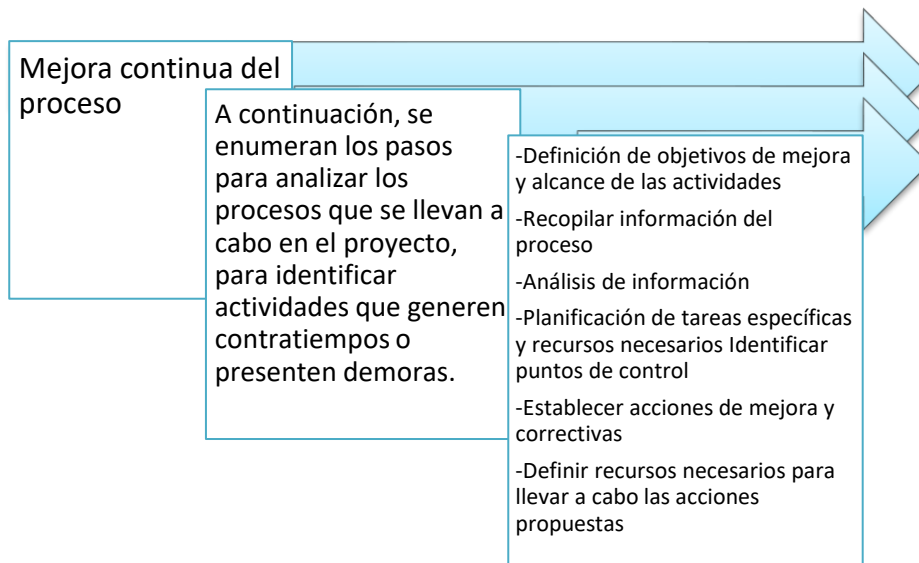 Mejora continua del
proceso
A continuación, se
enumeran los pasos
para analizar los
procesos que se llevan a
cabo en el proyecto,
para identificar
actividades que generen
contratiempos o
presenten demoras.
-Definición de objetivos de mejora
y alcance de las actividades
-Recopilar información del
proceso
-Análisis de información
-Planificación de tareas específicas
y recursos necesarios Identificar
puntos de control
-Establecer acciones de mejora y
correctivas
-Definir recursos necesarios para
llevar a cabo las acciones
propuestas